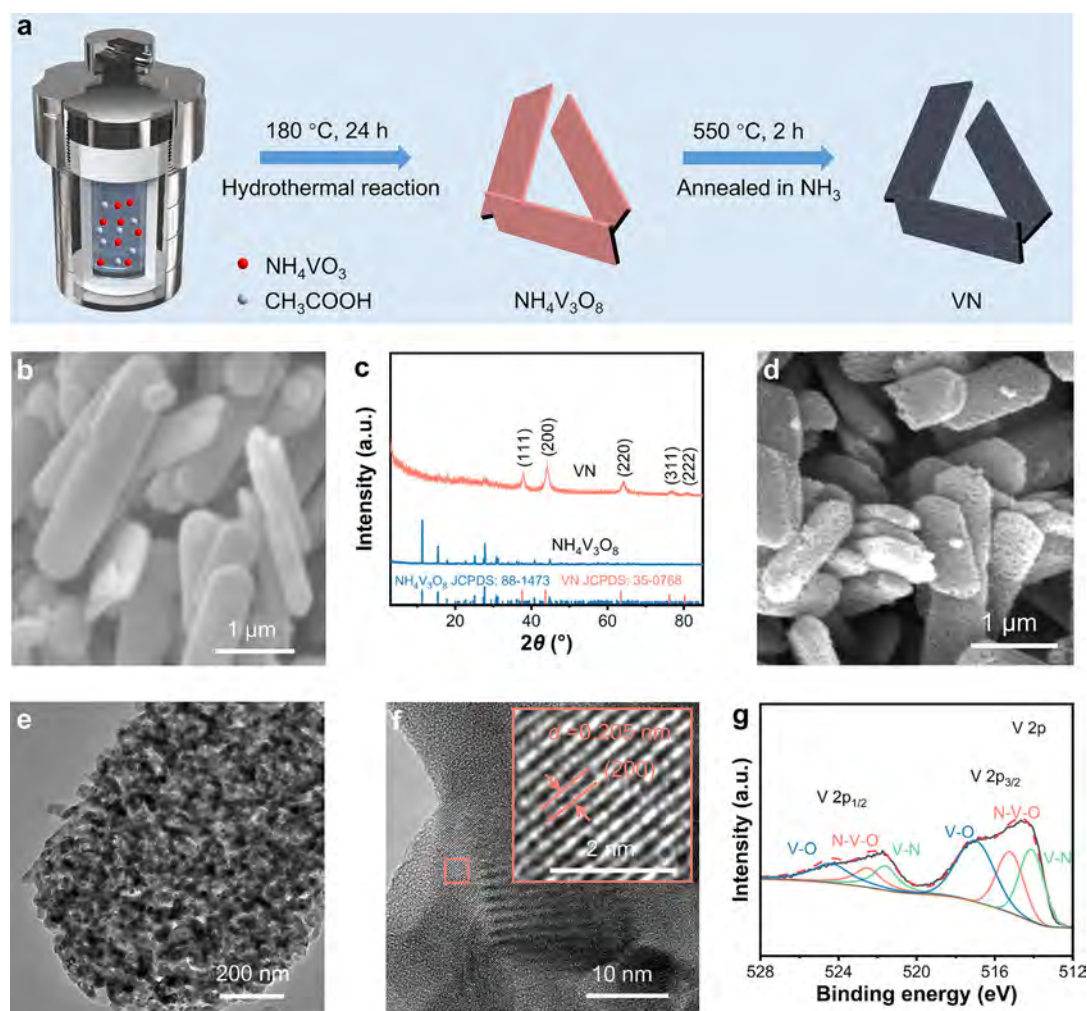 a
180 °C, 24 h
Hydrothermal reaction
550 °C, 2 h
Annealed in NH₃
NH₄VO₃
CH₃COOH
NH₄V₃O₈
VN
b
1 μm
c
Intensity (a.u.)
(111)
(200)
VN
(220)
(311)
(222)
NH₄V₃O₈
NH₄V₃O₈ JCPDS: 88-1473 VN JCPDS: 35-0768
20 40 60 80
2θ (°)
d
1 μm
e
200 nm
f
d =0.205 nm
(200)
2 nm
10 nm
g
Intensity (a.u.)
V 2p
V 2p₃/₂
V 2p₁/₂
N-V-O
V-O
N-V-O
V-N
V-O
V-N
528 524 520 516 512
Binding energy (eV)